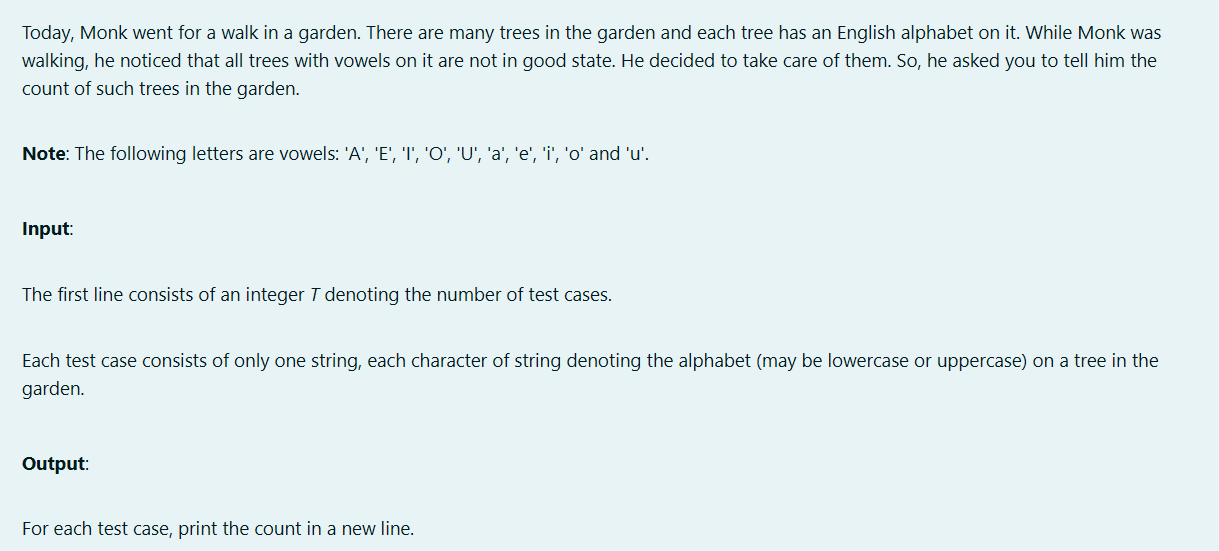 Today, Monk went for a walk in a garden. There are many trees in the garden and each tree has an English alphabet on it. While Monk was
walking, he noticed that all trees with vowels on it are not in good state. He decided to take care of them. So, he asked you to tell him the
count of such trees in the garden.
Note: The following letters are vowels: 'A', 'E', 'I', 'O', 'U', 'a', 'e', 'i', 'o' and 'u'.
Input:
The first line consists of an integer T denoting the number of test cases.
Each test case consists of only one string, each character of string denoting the alphabet (may be lowercase or uppercase) on a tree in the
garden.
Output:
For each test case, print the count in a new line.